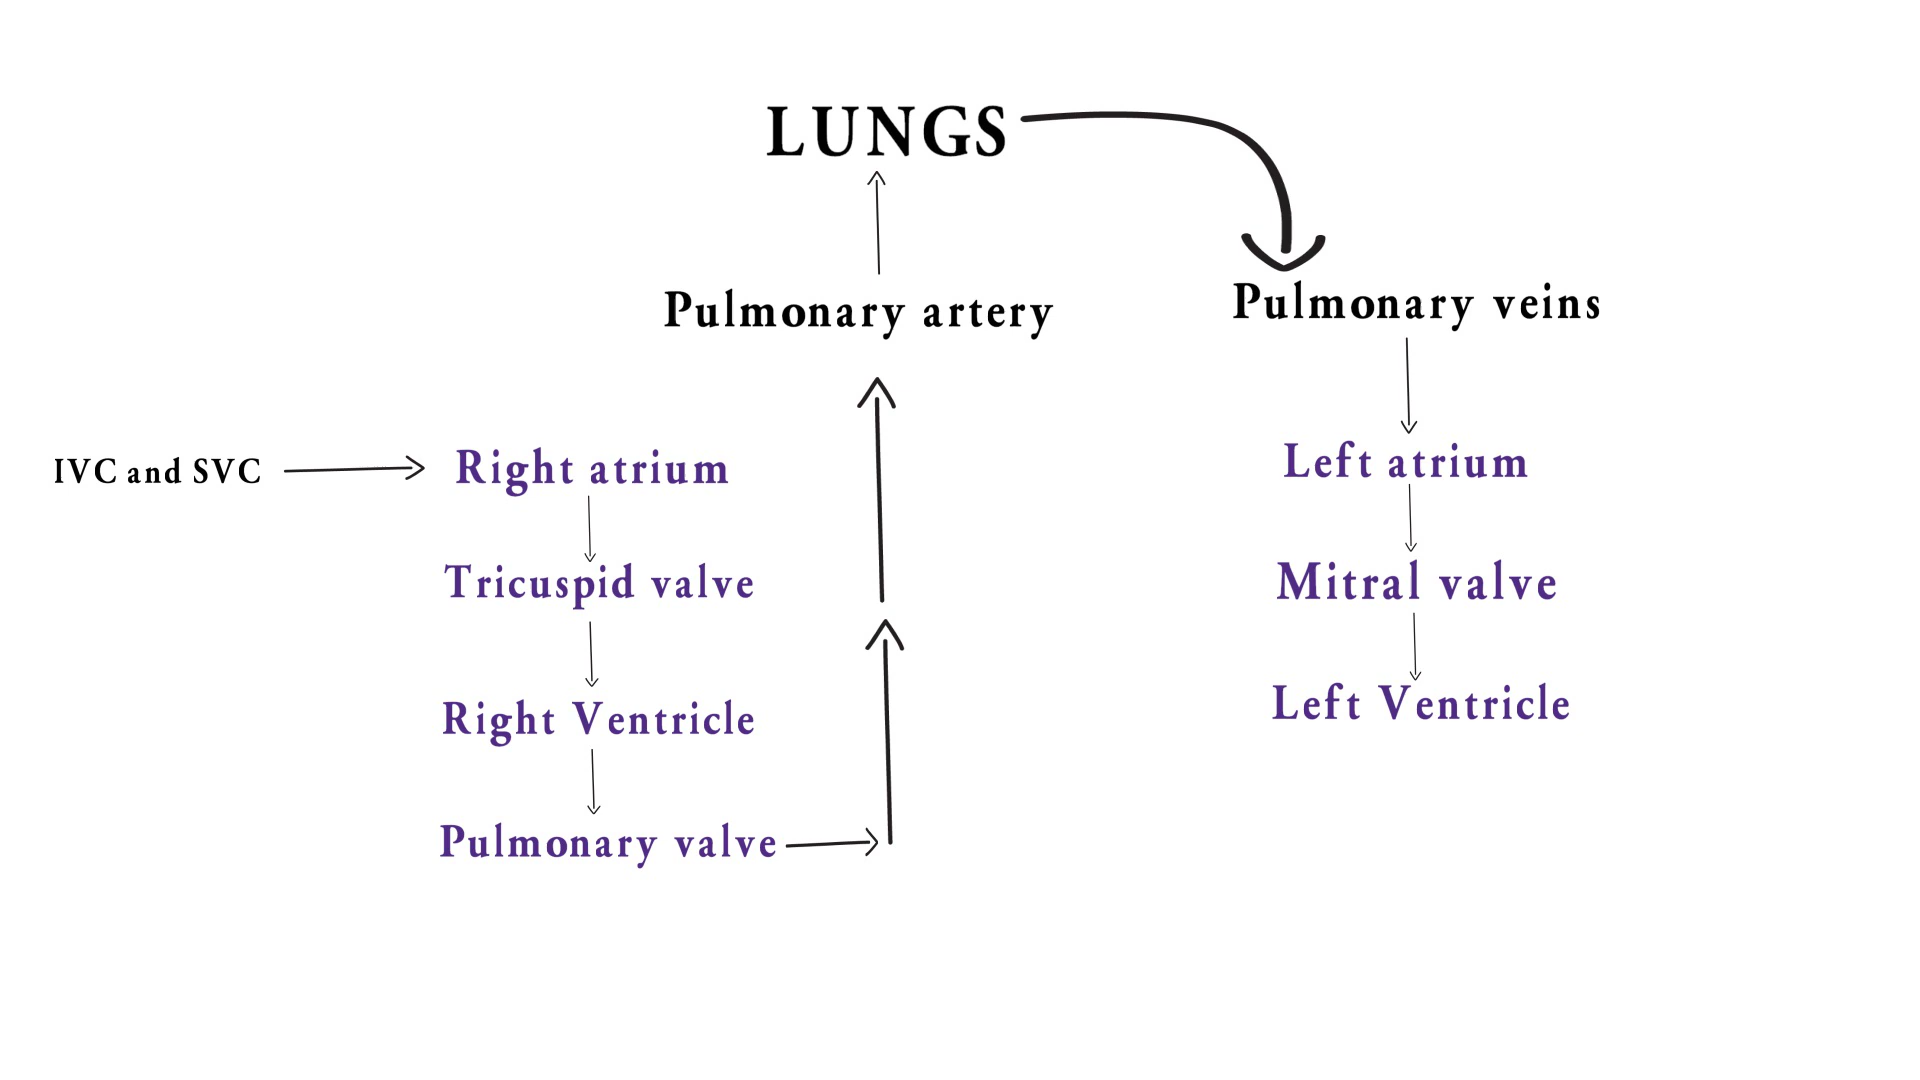 LUNGS
Pulmonary artery
Pulmonary veins
IVC and SVC
Right atrium
Tricuspid valve
Right Ventricle
Pulmonary valve
Left atrium
Mitral valve
Left Ventricle